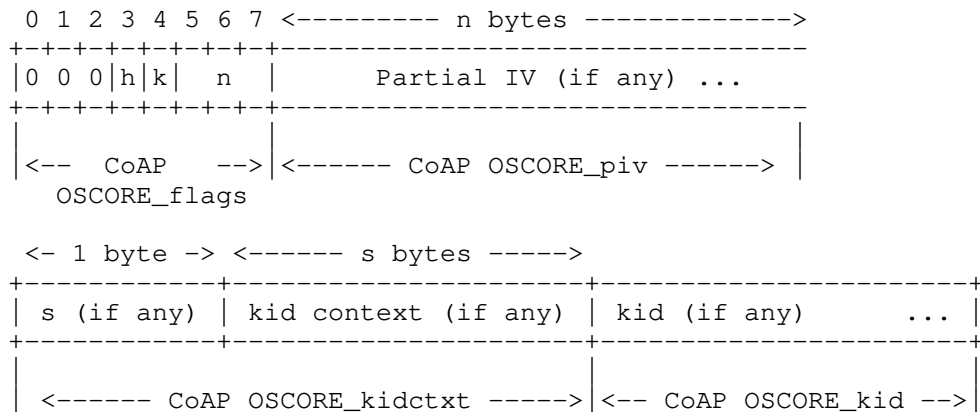 0 1 2 3 4 5 6 7 <--------- n bytes ------------->
+-+-+-+-+-+-+-+-+---------------------------------
|0 0 0|h|k|  n  |      Partial IV (if any) ...
+-+-+-+-+-+-+-+-+---------------------------------
|               |                                |
|<--  CoAP   -->|<------ CoAP OSCORE_piv ------> |
   OSCORE_flags

 <- 1 byte -> <------ s bytes ----->
+------------+----------------------+-----------------------+
| s (if any) | kid context (if any) | kid (if any)      ... |
+------------+----------------------+-----------------------+
|                                   |                       |
| <------ CoAP OSCORE_kidctxt ----->|<-- CoAP OSCORE_kid -->|